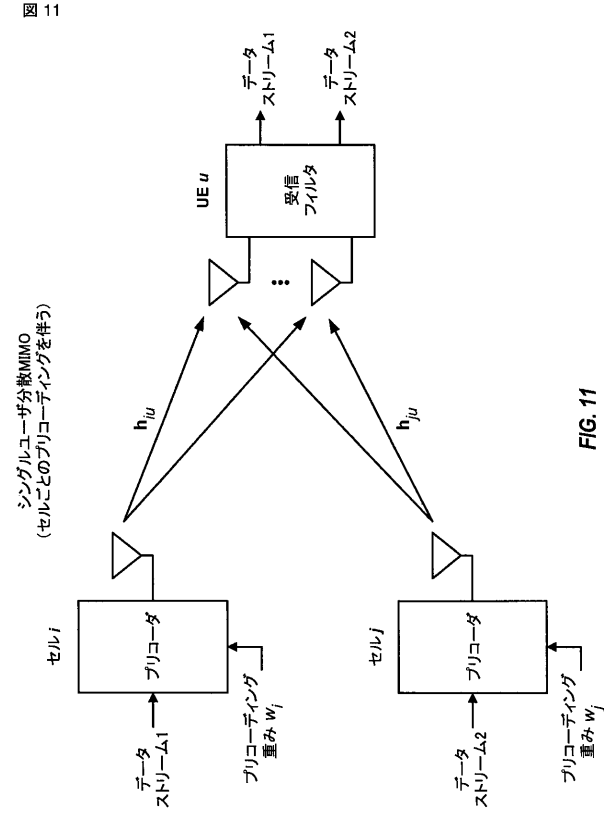 図 11
シングルユーザ分散MIMO
(セルごとのプリコーディングを伴う)
セル i
データ
ストリーム1
プリコーダ
プリコーディング
重み wi
hiu
UE u
受信
フィルタ
データ
ストリーム1
データ
ストリーム2
セル j
データ
ストリーム2
プリコーダ
プリコーディング
重み wj
hju
FIG. 11